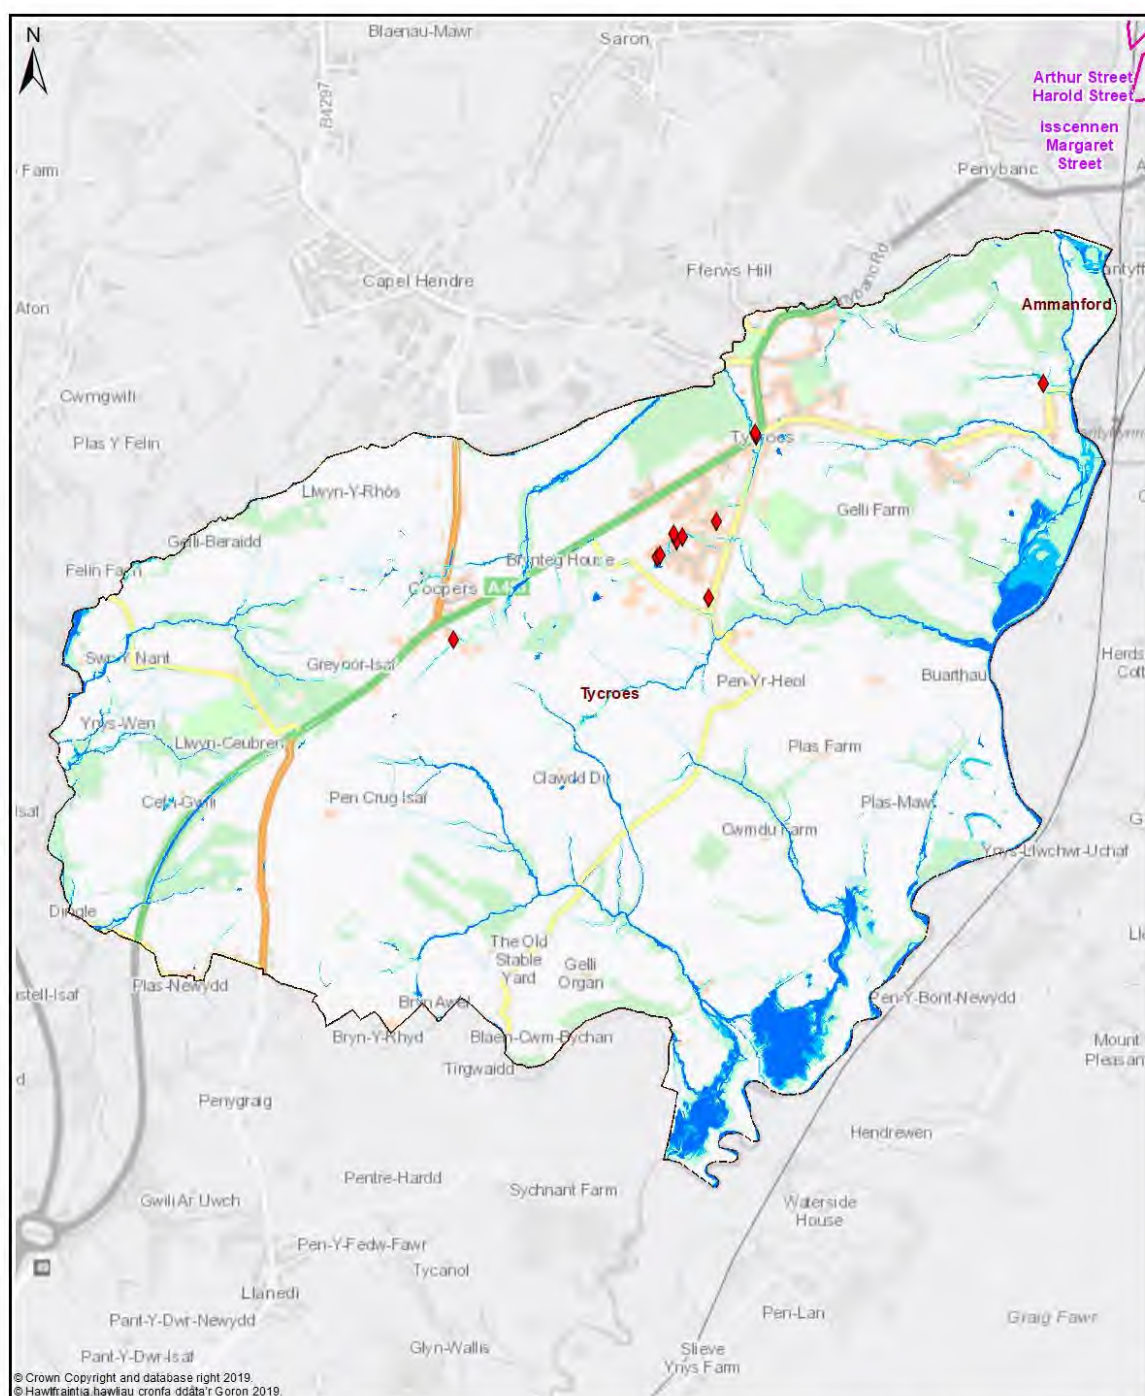 N
Blaenau-Mawr
Saron
B4297
Arthur Street
Harold Street
Isscennen
Margaret
Street
Farm
Penybanc
Capel Hendre
Fferws Hill
Ammanford
Cwmgwili
Plas Y Felin
Tycroes
Llwyn-Y-Rhos
Gelli Farm
Gelli-Beraidd
Felin Fach
Brynteg House
Coopers
Swn-Y Nant
Greynor-Isaf
Buarthau
Tycroes
Pen-Yr-Heol
Ynys-Wen
Llwyn-Ceubren
Plas Farm
Clawdd Du
Cefn-Gwili
Pen Crug Isaf
Plas-Mawr
Cwmdu Farm
Ynys-Llwchwr-Uchaf
Dingle
The Old
Stable
Yard
Gelli
Organ
Plas-Newydd
Bryn Awel
Pen-Y-Bont-Newydd
Bryn-Y-Rhyd
Blaen-Cwm-Bychan
Mount
Tirgwaidd
Penygraig
Hendrewen
Pentre-Hardd
Sychnant Farm
Gwili Ar Uwch
Waterside
House
Pen-Y-Fedw-Fawr
Tycanol
Llanedi
Pen-Lan
Graig Fawr
Pant-Y-Dwr-Newydd
Glyn-Wallis
Slieve
Ynys Farm
Pant-Y-Dwr-Isaf
© Crown Copyright and database right 2019.
© Hawlfraint a hawliau cronfa ddata'r Goron 2019.